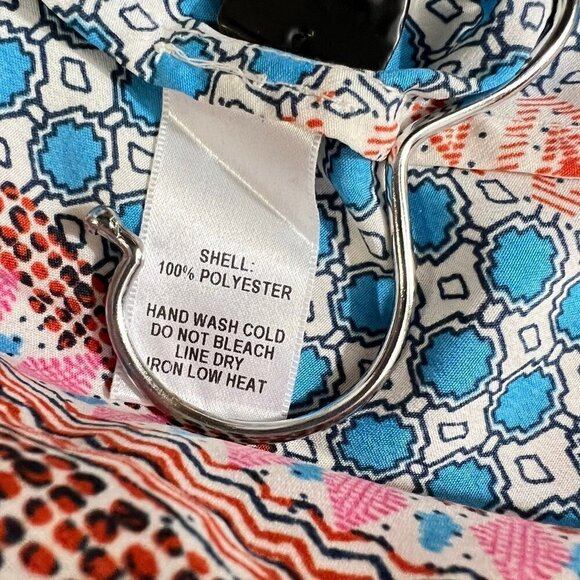 SHELL:
100% POLYESTER
HAND WASH COLD
DO NOT BLEACH
LINE DRY
IRON LOW HEAT